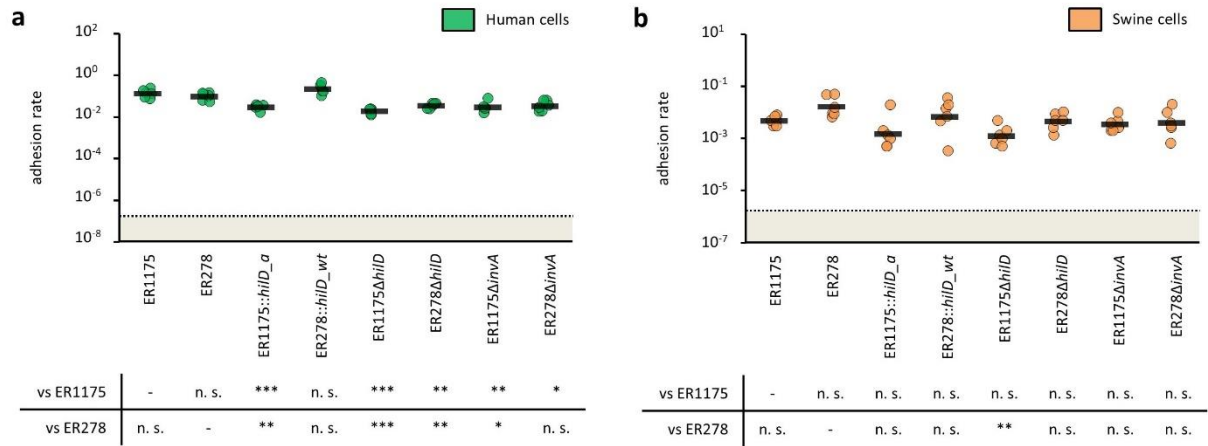 a
Human cells
adhesion rate
10^2
10^0
10^-2
10^-4
10^-6
10^-8
ER1175
ER278
ER1175::hilD_a
ER278::hilD_wt
ER1175ΔhilD
ER278ΔhilD
ER1175ΔinvA
ER278ΔinvA
vs ER1175 - n. s. *** n. s. *** ** ** *
vs ER278 n. s. - ** n. s. *** ** * n. s.
b
Swine cells
adhesion rate
10^1
10^-1
10^-3
10^-5
10^-7
ER1175
ER278
ER1175::hilD_a
ER278::hilD_wt
ER1175ΔhilD
ER278ΔhilD
ER1175ΔinvA
ER278ΔinvA
vs ER1175 - n. s. n. s. n. s. n. s. n. s. n. s. n. s.
vs ER278 n. s. - n. s. n. s. ** n. s. n. s. n. s.